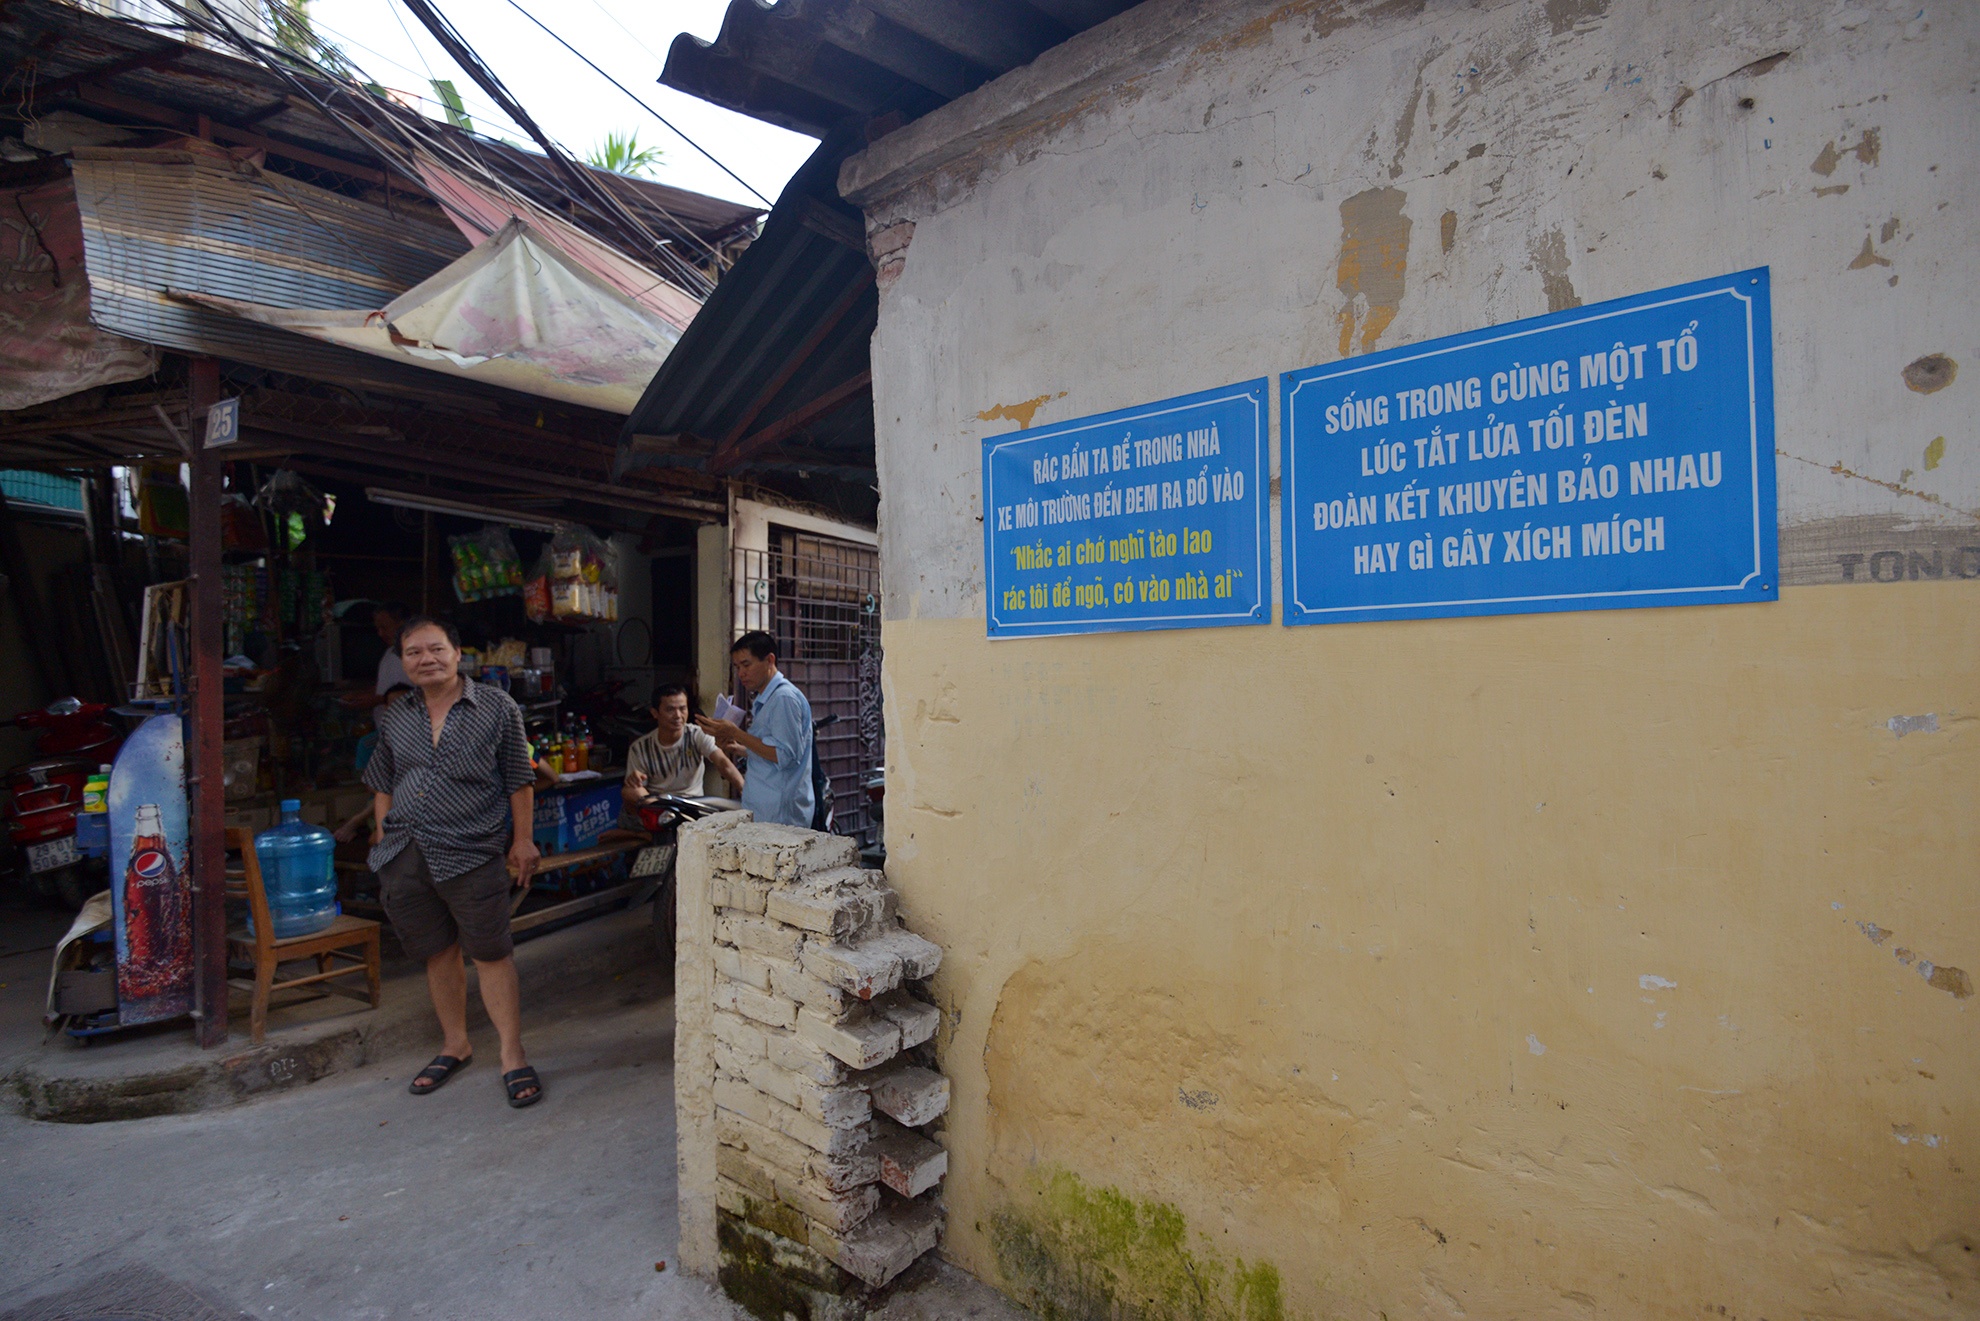 25
RÁC BẨN TA ĐỂ TRONG NHÀ
XE MÔI TRƯỜNG ĐẾN ĐEM RA ĐỔ VÀO
“Nhắc ai chớ nghĩ tào lao
rác tôi để ngõ, có vào nhà ai“
SỐNG TRONG CÙNG MỘT TỔ
LÚC TẮT LỬA TỐI ĐÈN
ĐOÀN KẾT KHUYÊN BẢO NHAU
HAY GÌ GÂY XÍCH MÍCH
pepsi
UỐNG
PEPSI